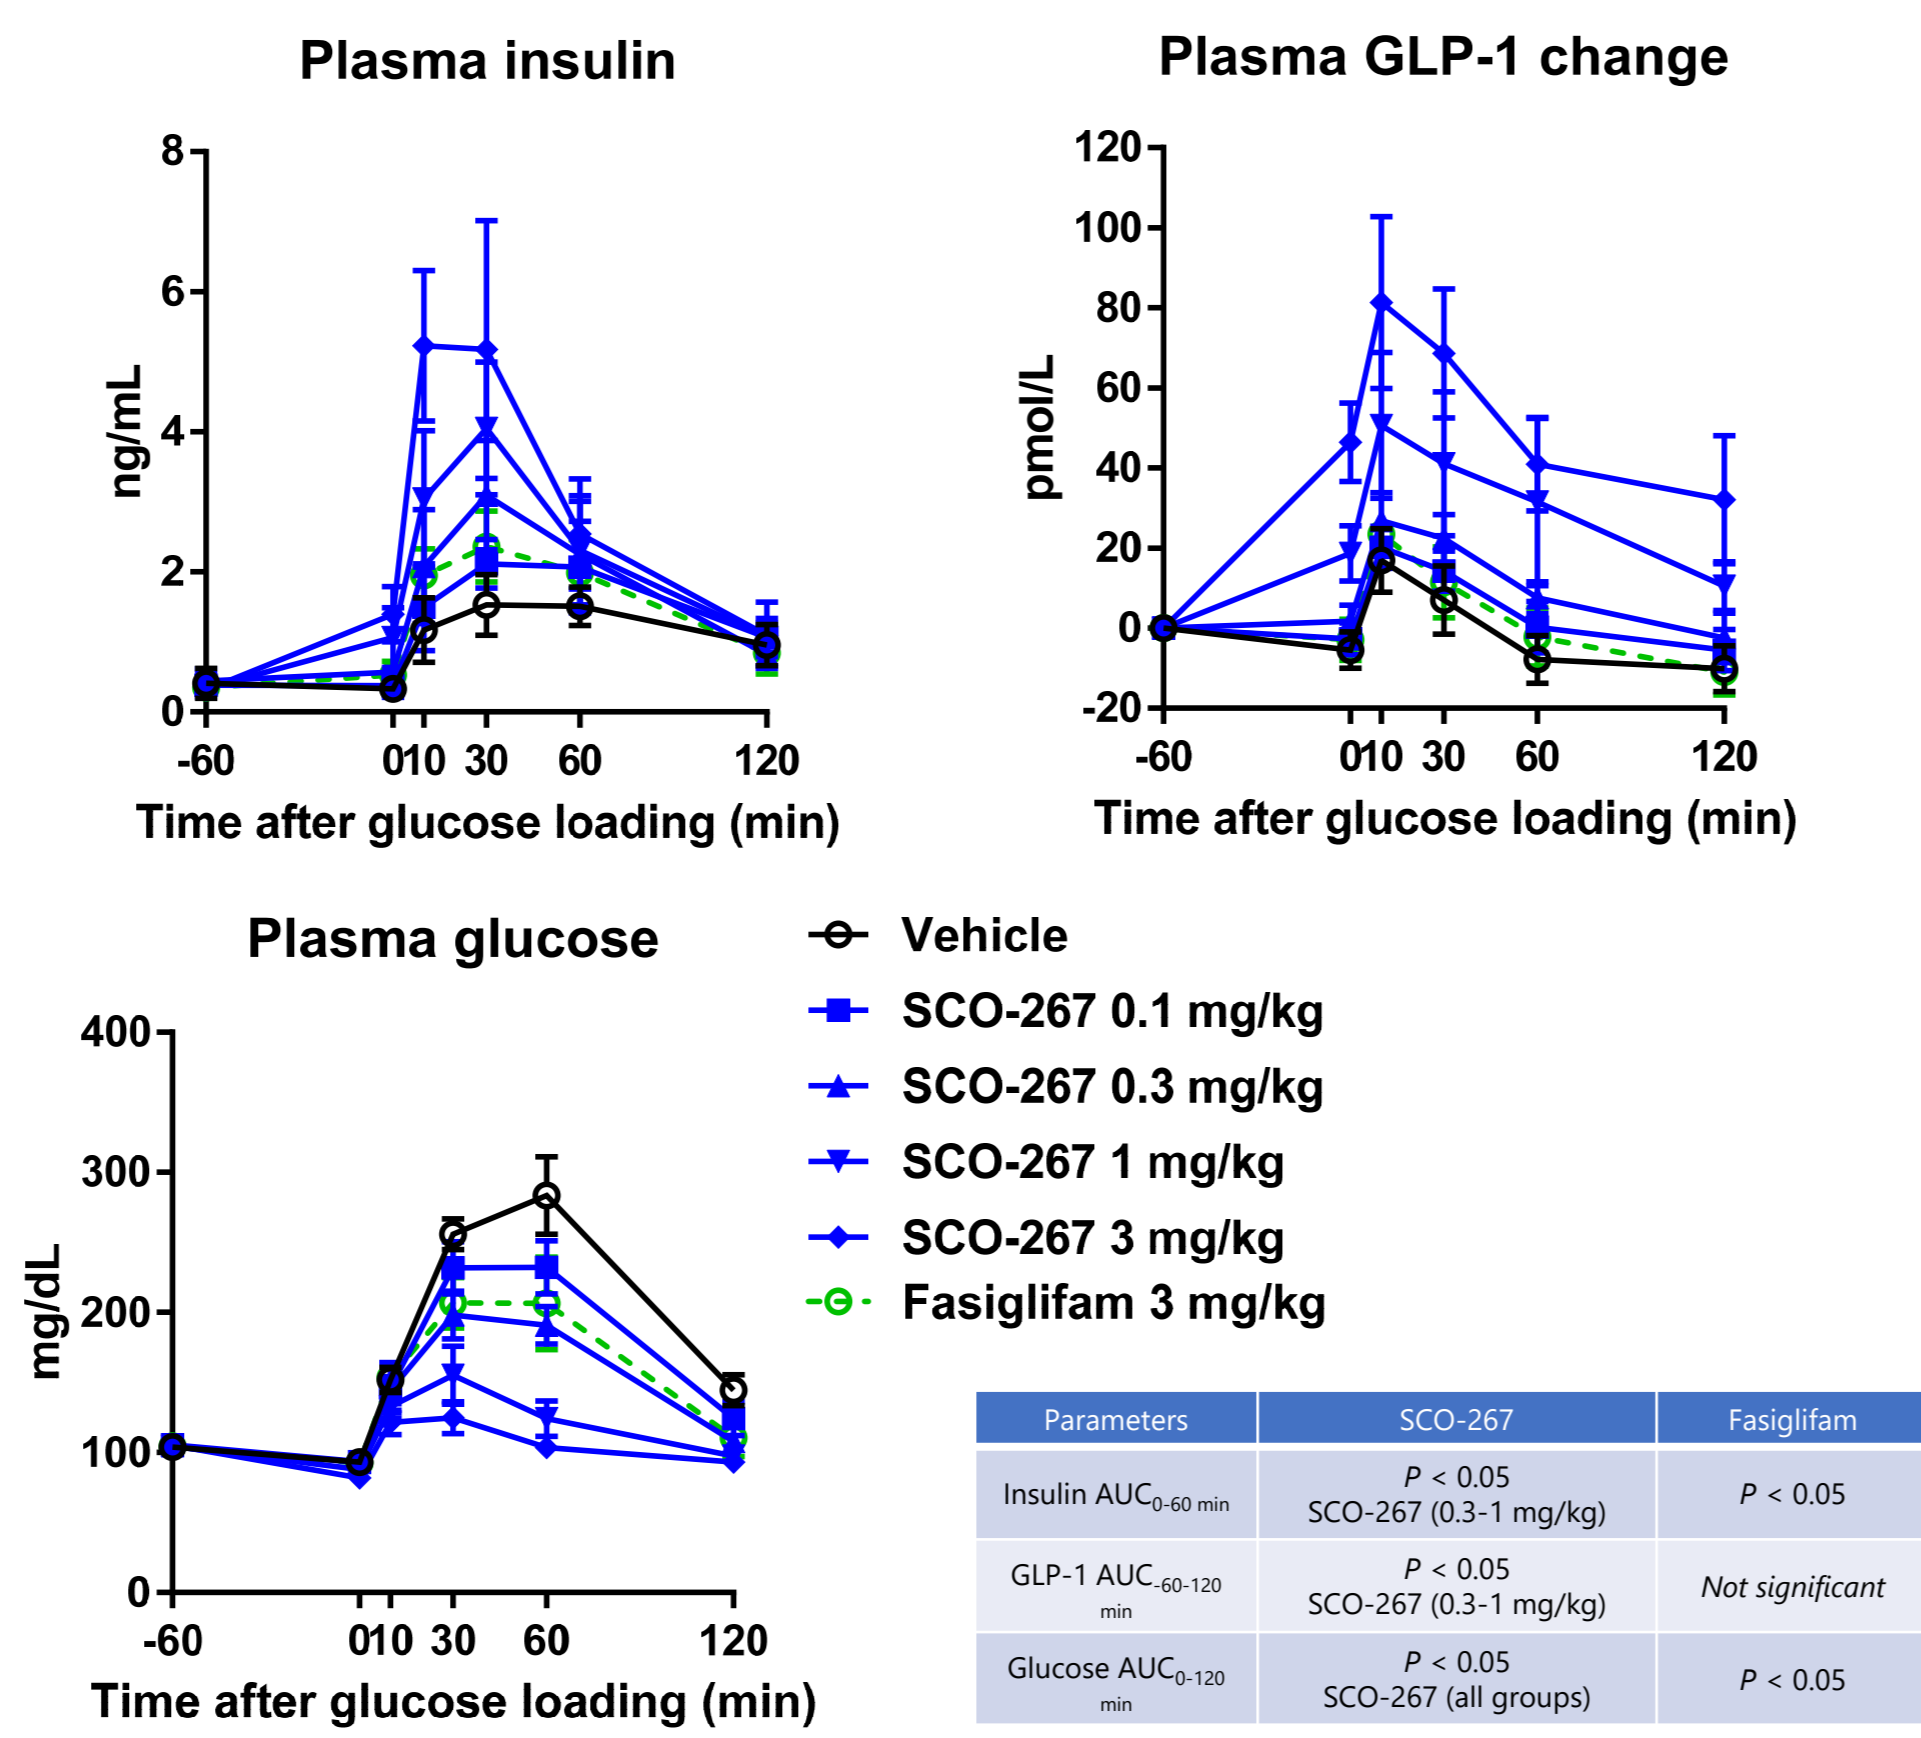 Plasma insulin
8
6
4
2
0
ng/mL
-60 0 10 30 60 120
Time after glucose loading (min)
Plasma GLP-1 change
120
100
80
60
40
20
0
-20
pmol/L
-60 0 10 30 60 120
Time after glucose loading (min)
Plasma glucose
400
300
200
100
0
mg/dL
-60 0 10 30 60 120
Time after glucose loading (min)
Vehicle
SCO-267 0.1 mg/kg
SCO-267 0.3 mg/kg
SCO-267 1 mg/kg
SCO-267 3 mg/kg
Fasiglifam 3 mg/kg
Parameters SCO-267 Fasiglifam
Insulin AUC0-60 min
P < 0.05
SCO-267 (0.3-1 mg/kg)
P < 0.05
GLP-1 AUC-60-120
min
P < 0.05
SCO-267 (0.3-1 mg/kg)
Not significant
Glucose AUC0-120
min
P < 0.05
SCO-267 (all groups)
P < 0.05